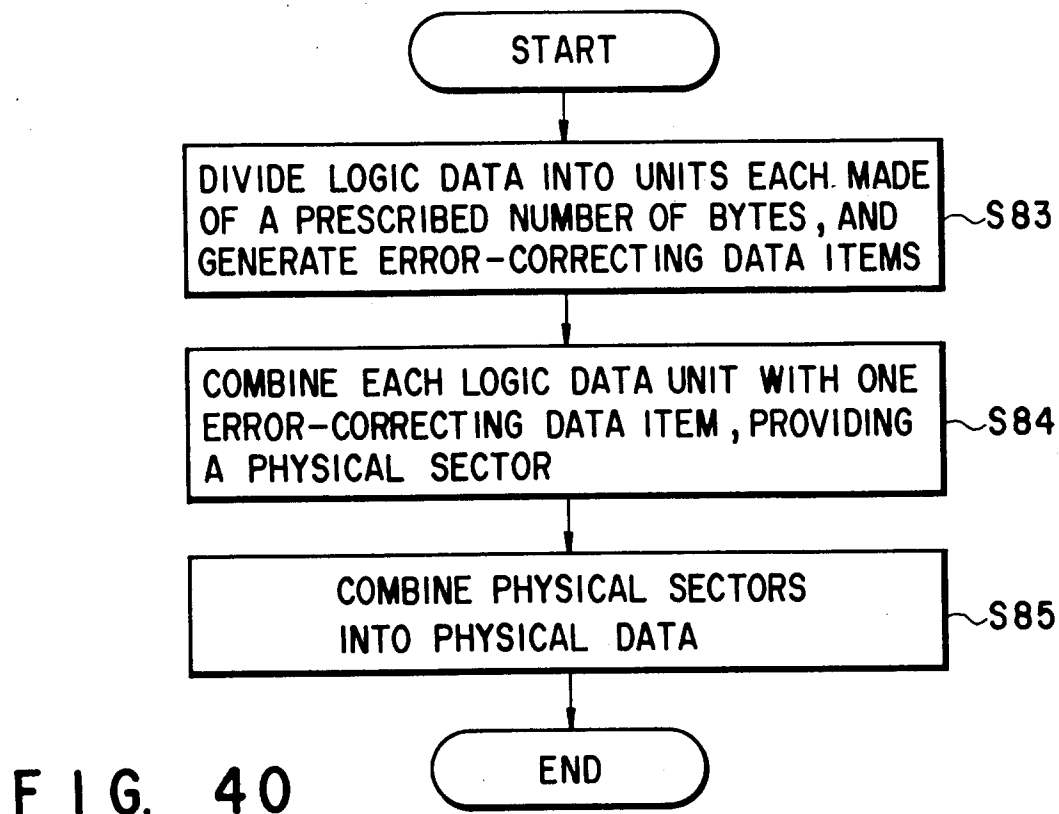 START
DIVIDE LOGIC DATA INTO UNITS EACH MADE
OF A PRESCRIBED NUMBER OF BYTES, AND
GENERATE ERROR-CORRECTING DATA ITEMS
S83
COMBINE EACH LOGIC DATA UNIT WITH ONE
ERROR-CORRECTING DATA ITEM, PROVIDING
A PHYSICAL SECTOR
S84
COMBINE PHYSICAL SECTORS
INTO PHYSICAL DATA
S85
END
FIG. 40